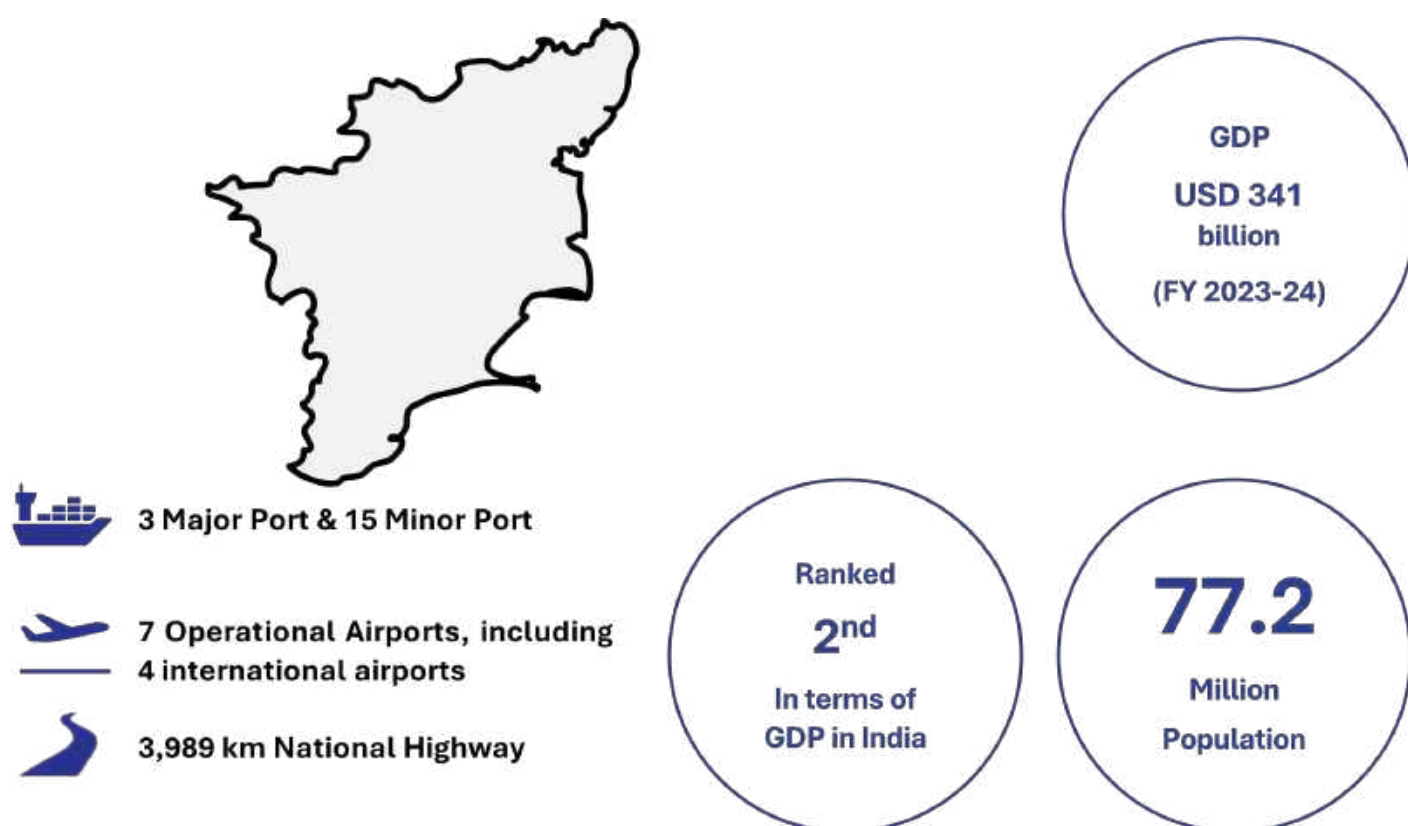 GDP
USD 341
billion
(FY 2023-24)
3 Major Port & 15 Minor Port
7 Operational Airports, including
4 international airports
3,989 km National Highway
Ranked
2nd
In terms of
GDP in India
77.2
Million
Population